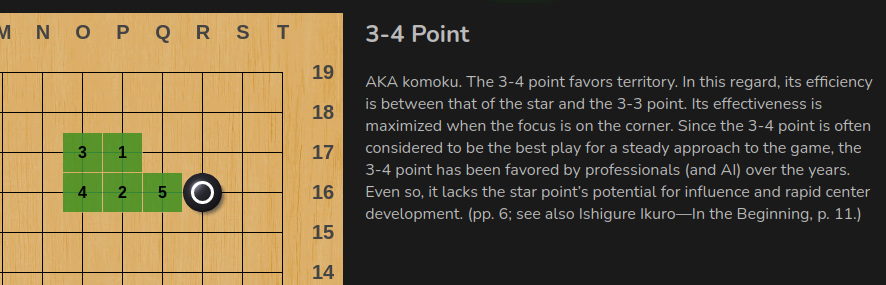 M N O P Q R S T
19
18
3 1 17
4 2 5 16
15
14
3-4 Point
AKA komoku. The 3-4 point favors territory. In this regard, its efficiency
is between that of the star and the 3-3 point. Its effectiveness is
maximized when the focus is on the corner. Since the 3-4 point is often
considered to be the best play for a steady approach to the game, the
3-4 point has been favored by professionals (and AI) over the years.
Even so, it lacks the star point’s potential for influence and rapid center
development. (pp. 6; see also Ishigure Ikuro—In the Beginning, p. 11.)